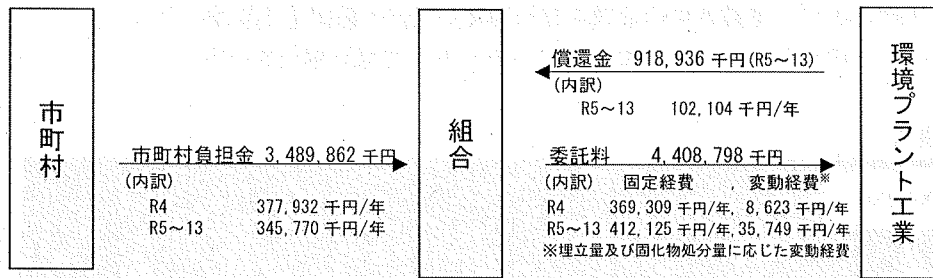 市町村
市町村負担金 3,489,862 千円
(内訳)
R4 377,932 千円/年
R5~13 345,770 千円/年
組合
償還金 918,936 千円(R5~13)
(内訳)
R5~13 102,104 千円/年
委託料 4,408,798 千円
(内訳) 固定経費 , 変動経費※
R4 369,309 千円/年, 8,623 千円/年
R5~13 412,125 千円/年, 35,749 千円/年
※埋立量及び固化物処分量に応じた変動経費
環境プラント工業